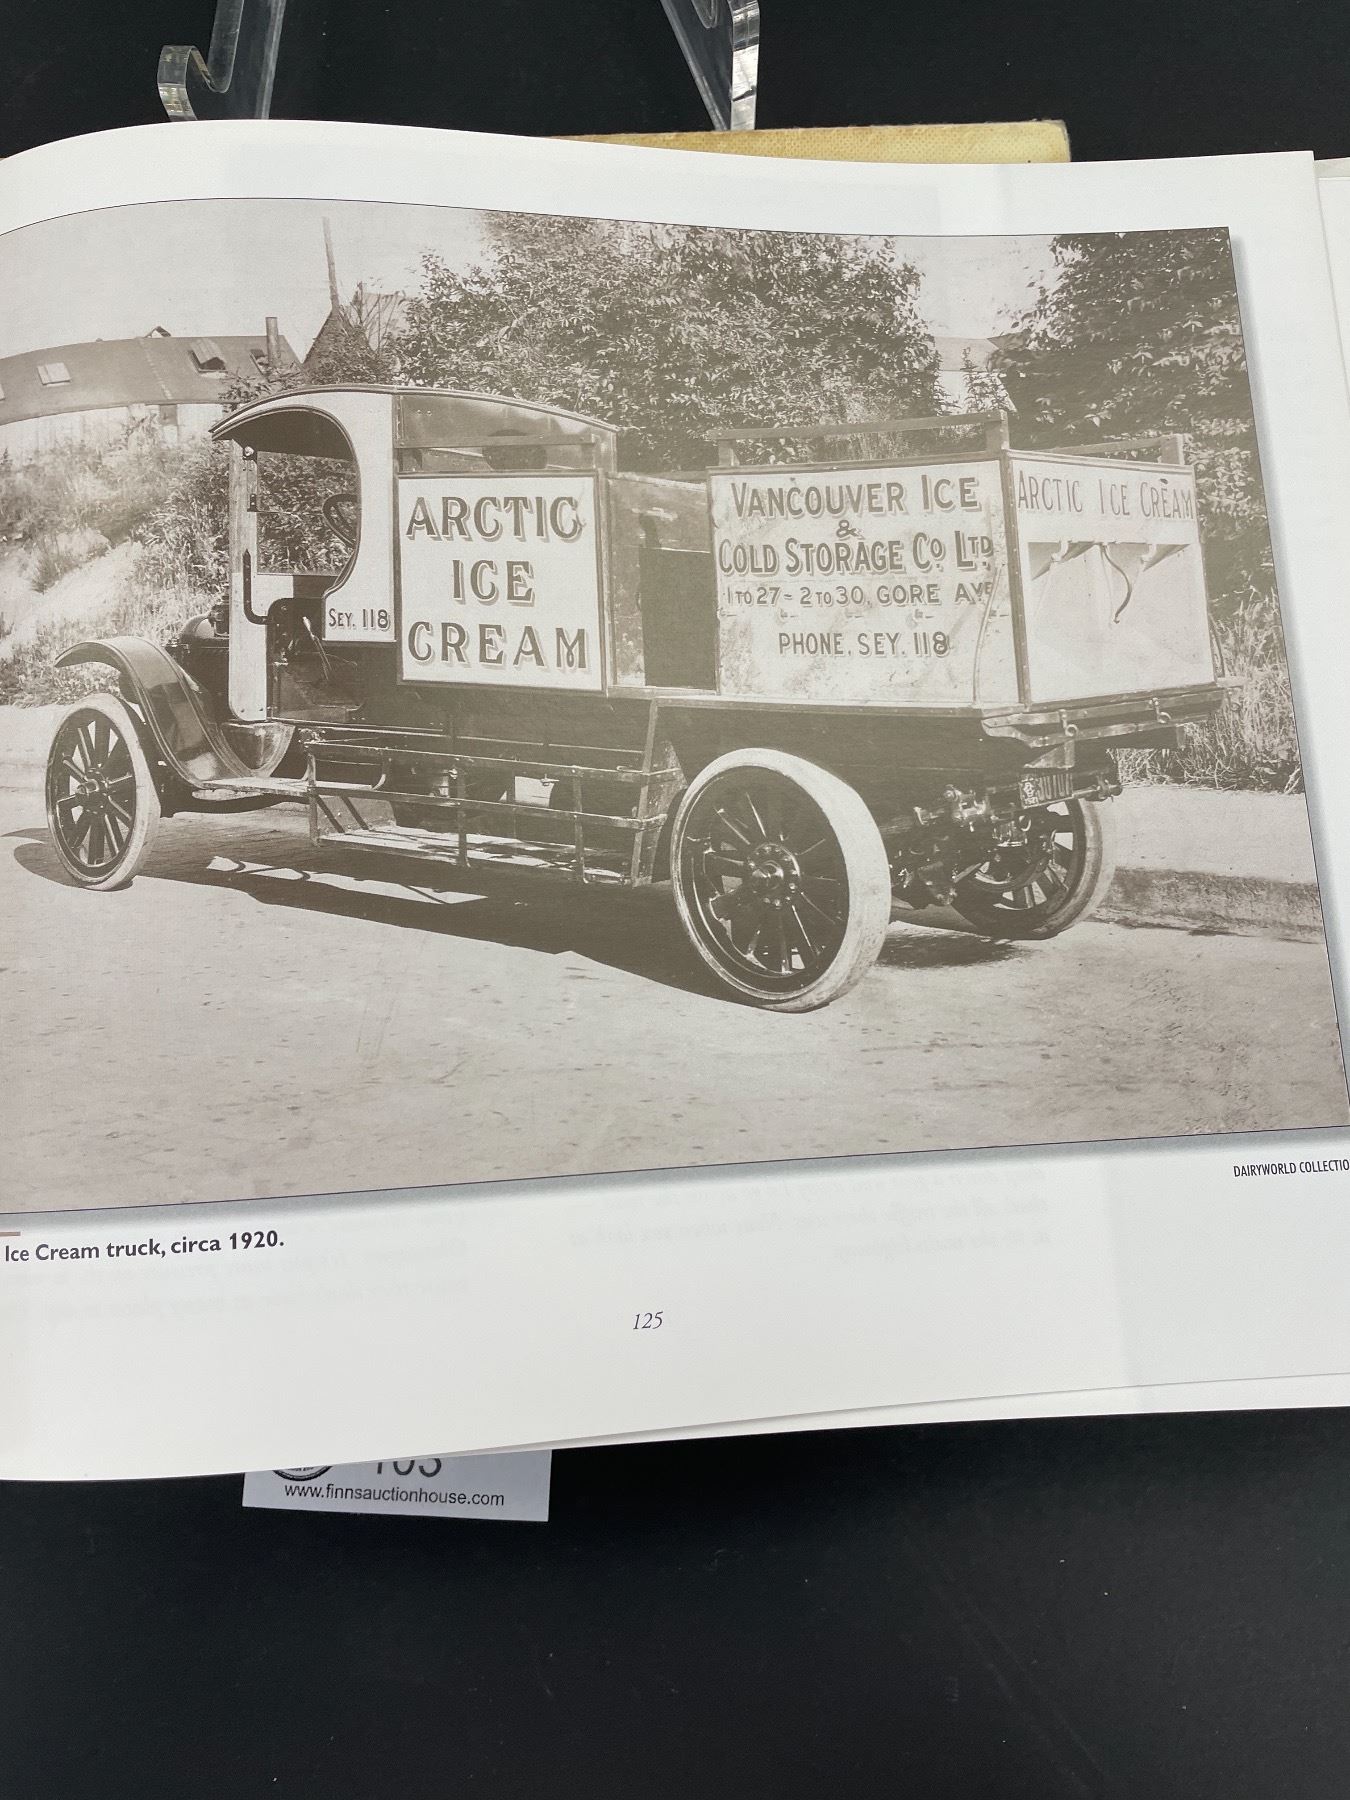 ARCTIC
ICE
CREAM
SEY. 118
VANCOUVER ICE
&
COLD STORAGE CO LTD
1 TO 27 - 2 TO 30, GORE AVE
PHONE. SEY. 118
ARCTIC ICE CREAM
DAIRYWORLD COLLECTIO
Ice Cream truck, circa 1920.
125
www.finnsauctionhouse.com